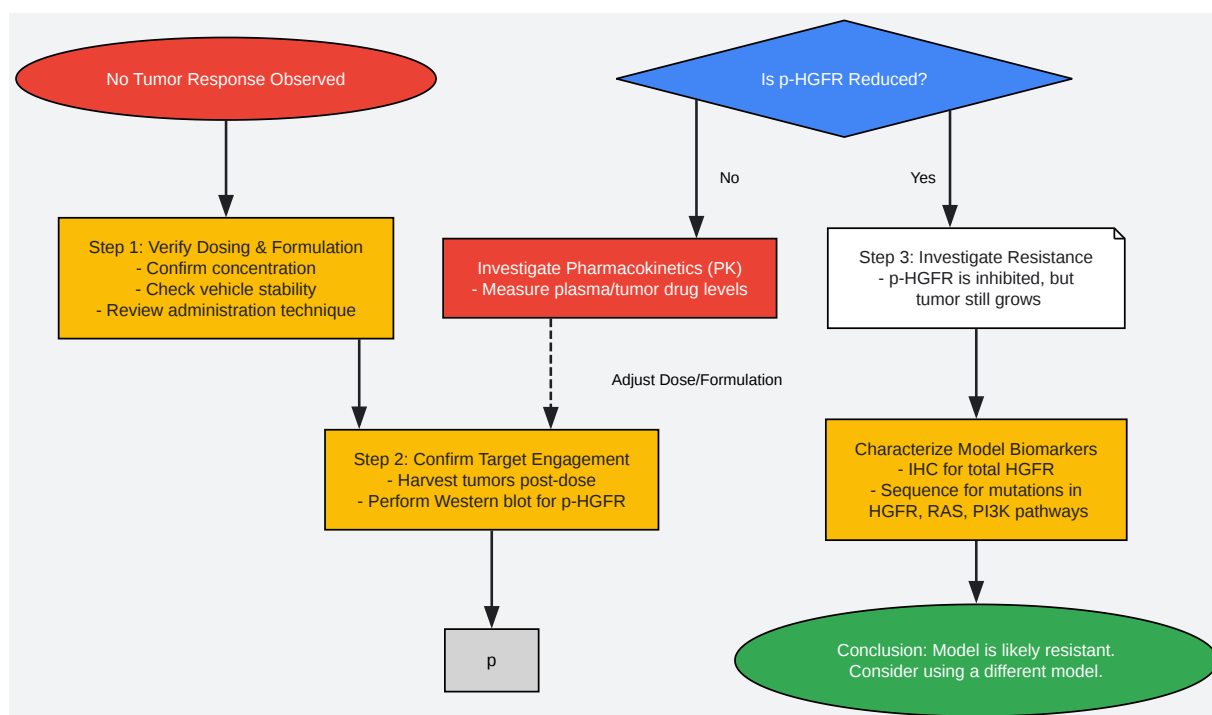 No Tumor Response Observed
Is p-HGFR Reduced?
No
Yes
Step 1: Verify Dosing & Formulation
- Confirm concentration
- Check vehicle stability
- Review administration technique
Investigate Pharmacokinetics (PK)
- Measure plasma/tumor drug levels
Step 3: Investigate Resistance
- p-HGFR is inhibited, but
tumor still grows
Adjust Dose/Formulation
Step 2: Confirm Target Engagement
- Harvest tumors post-dose
- Perform Western blot for p-HGFR
Characterize Model Biomarkers
- IHC for total HGFR
- Sequence for mutations in
HGFR, RAS, PI3K pathways
p
Conclusion: Model is likely resistant.
Consider using a different model.